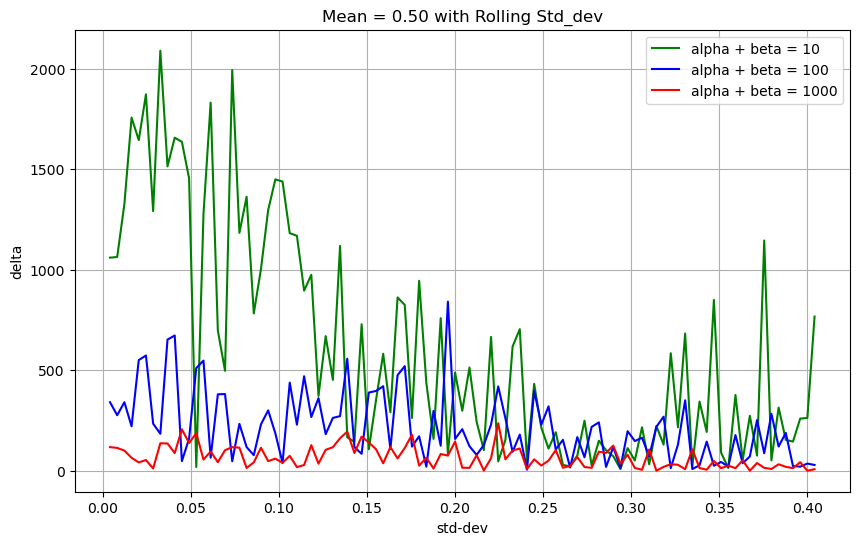 Mean = 0.50 with Rolling Std_dev
alpha + beta = 10
alpha + beta = 100
alpha + beta = 1000
2000
1500
1000
500
0
delta
0.00 0.05 0.10 0.15 0.20 0.25 0.30 0.35 0.40
std-dev